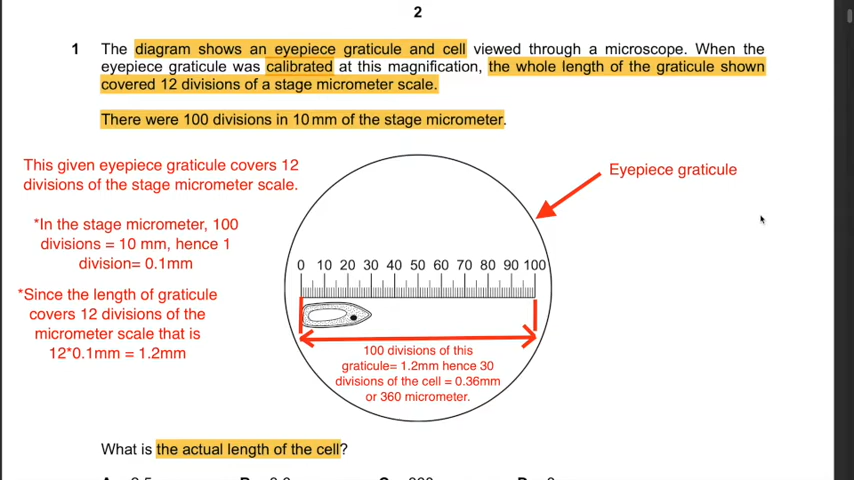 2
1 The diagram shows an eyepiece graticule and cell viewed through a microscope. When the
eyepiece graticule was calibrated at this magnification, the whole length of the graticule shown
covered 12 divisions of a stage micrometer scale.
There were 100 divisions in 10 mm of the stage micrometer.
This given eyepiece graticule covers 12
divisions of the stage micrometer scale.
Eyepiece graticule
*In the stage micrometer, 100
divisions = 10 mm, hence 1
division= 0.1mm
*Since the length of graticule
covers 12 divisions of the
micrometer scale that is
12*0.1mm = 1.2mm
0 10 20 30 40 50 60 70 80 90 100
100 divisions of this
graticule= 1.2mm hence 30
divisions of the cell = 0.36mm
or 360 micrometer.
What is the actual length of the cell?